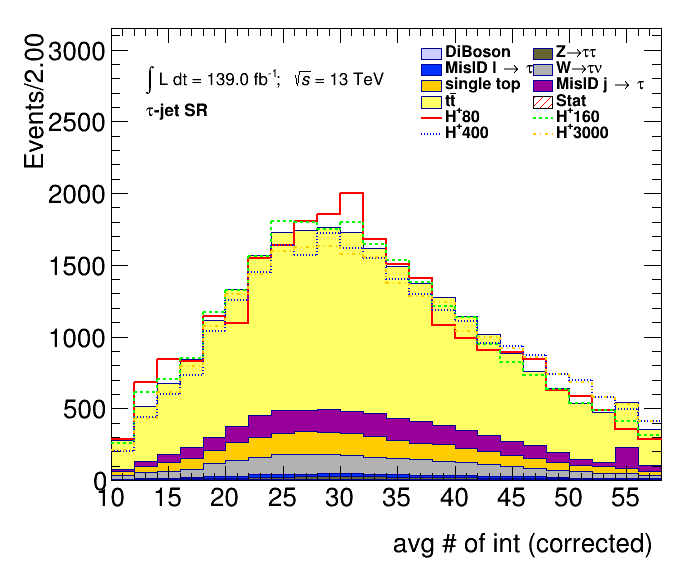 Events/2.00
3000
2500
2000
1500
1000
500
0
∫ L dt = 139.0 fb⁻¹; √s = 13 TeV
τ-jet SR
DiBoson Z→ττ
MisID l → τ W→τν
single top MisID j → τ
tt̄ Stat
H⁺80 H⁺160
H⁺400 H⁺3000
10 15 20 25 30 35 40 45 50 55
avg # of int (corrected)